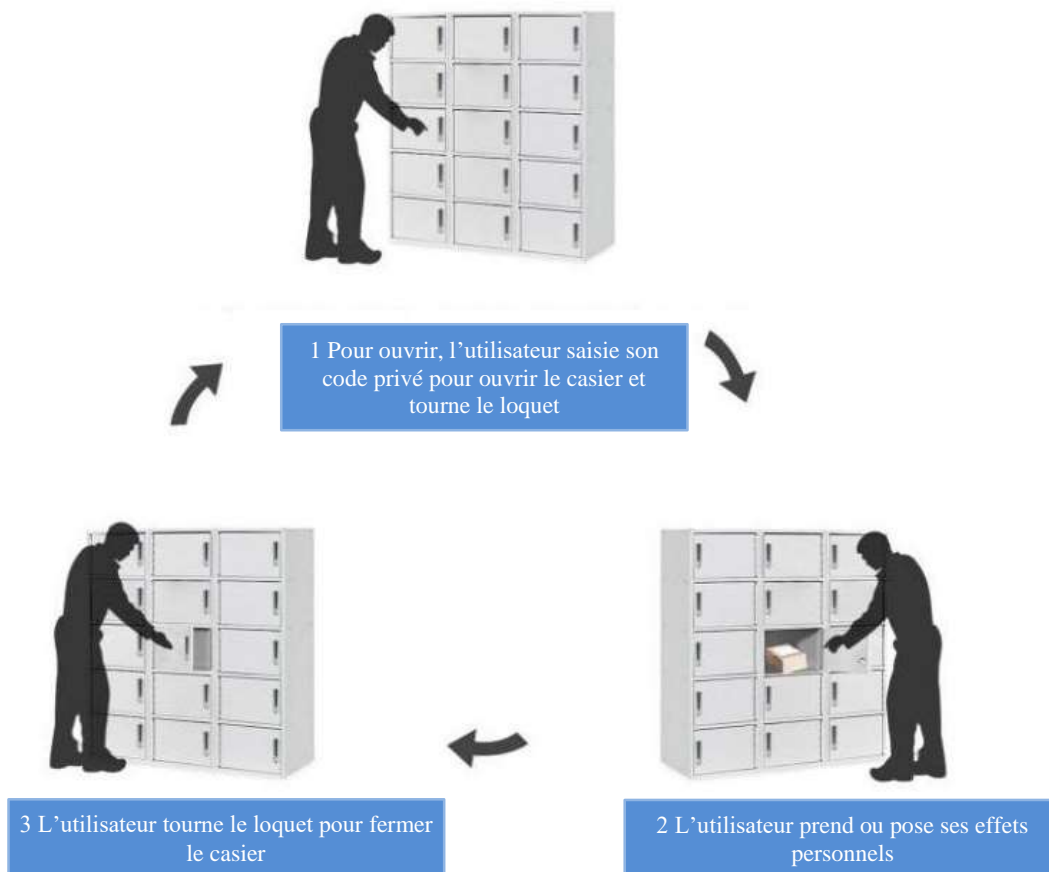 1 Pour ouvrir, l’utilisateur saisie son
code privé pour ouvrir le casier et
tourne le loquet
3 L’utilisateur tourne le loquet pour fermer
le casier
2 L’utilisateur prend ou pose ses effets
personnels